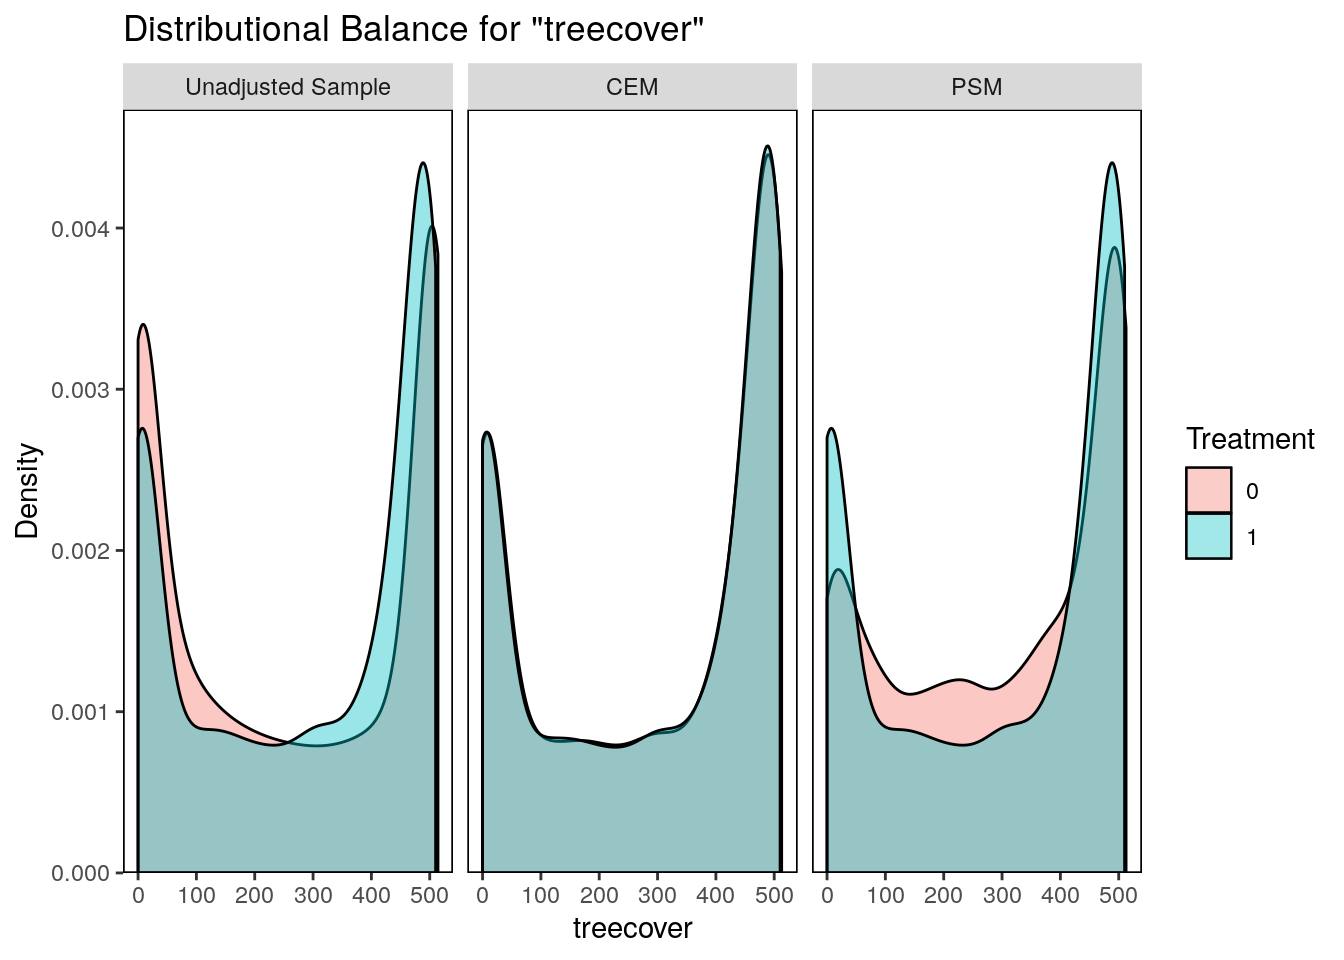 Distributional Balance for "treecover"
Unadjusted Sample
CEM
PSM
Density
0.004
0.003
0.002
0.001
0.000
0 100 200 300 400 500
0 100 200 300 400 500
0 100 200 300 400 500
treecover
Treatment
0
1